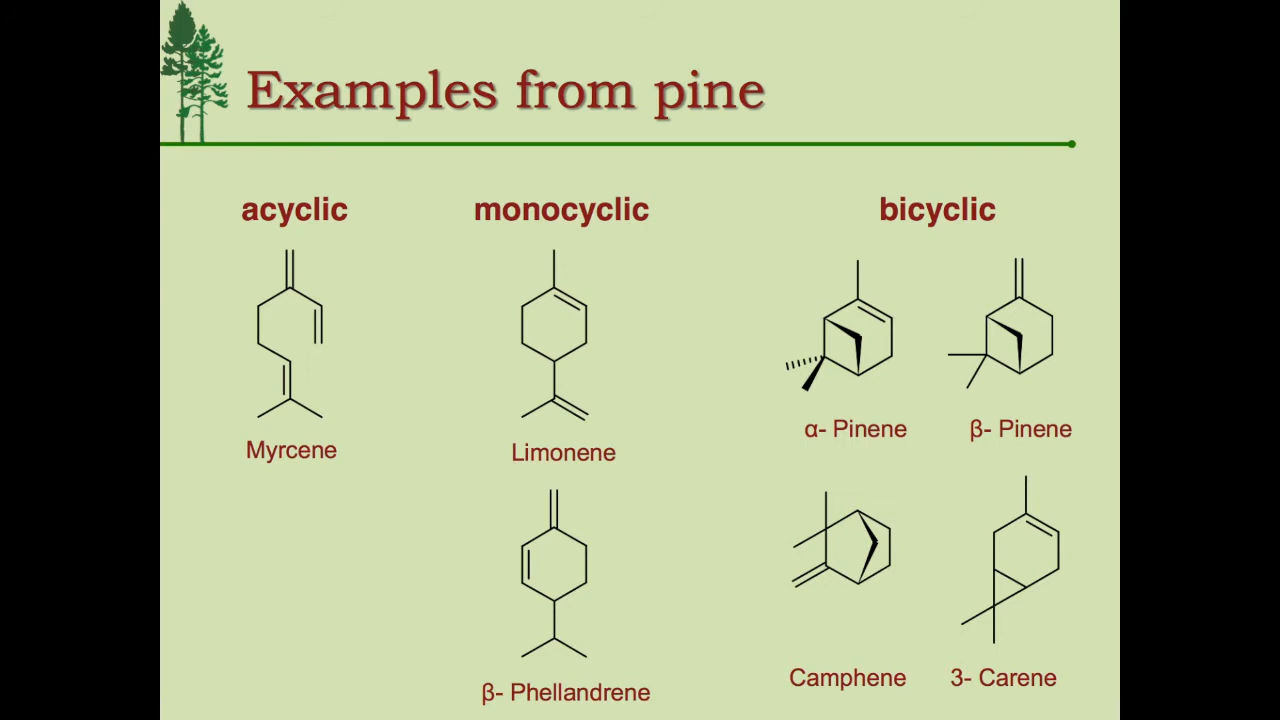 Examples from pine
acyclic
monocyclic
bicyclic
Myrcene
Limonene
α- Pinene
β- Pinene
β- Phellandrene
Camphene
3- Carene